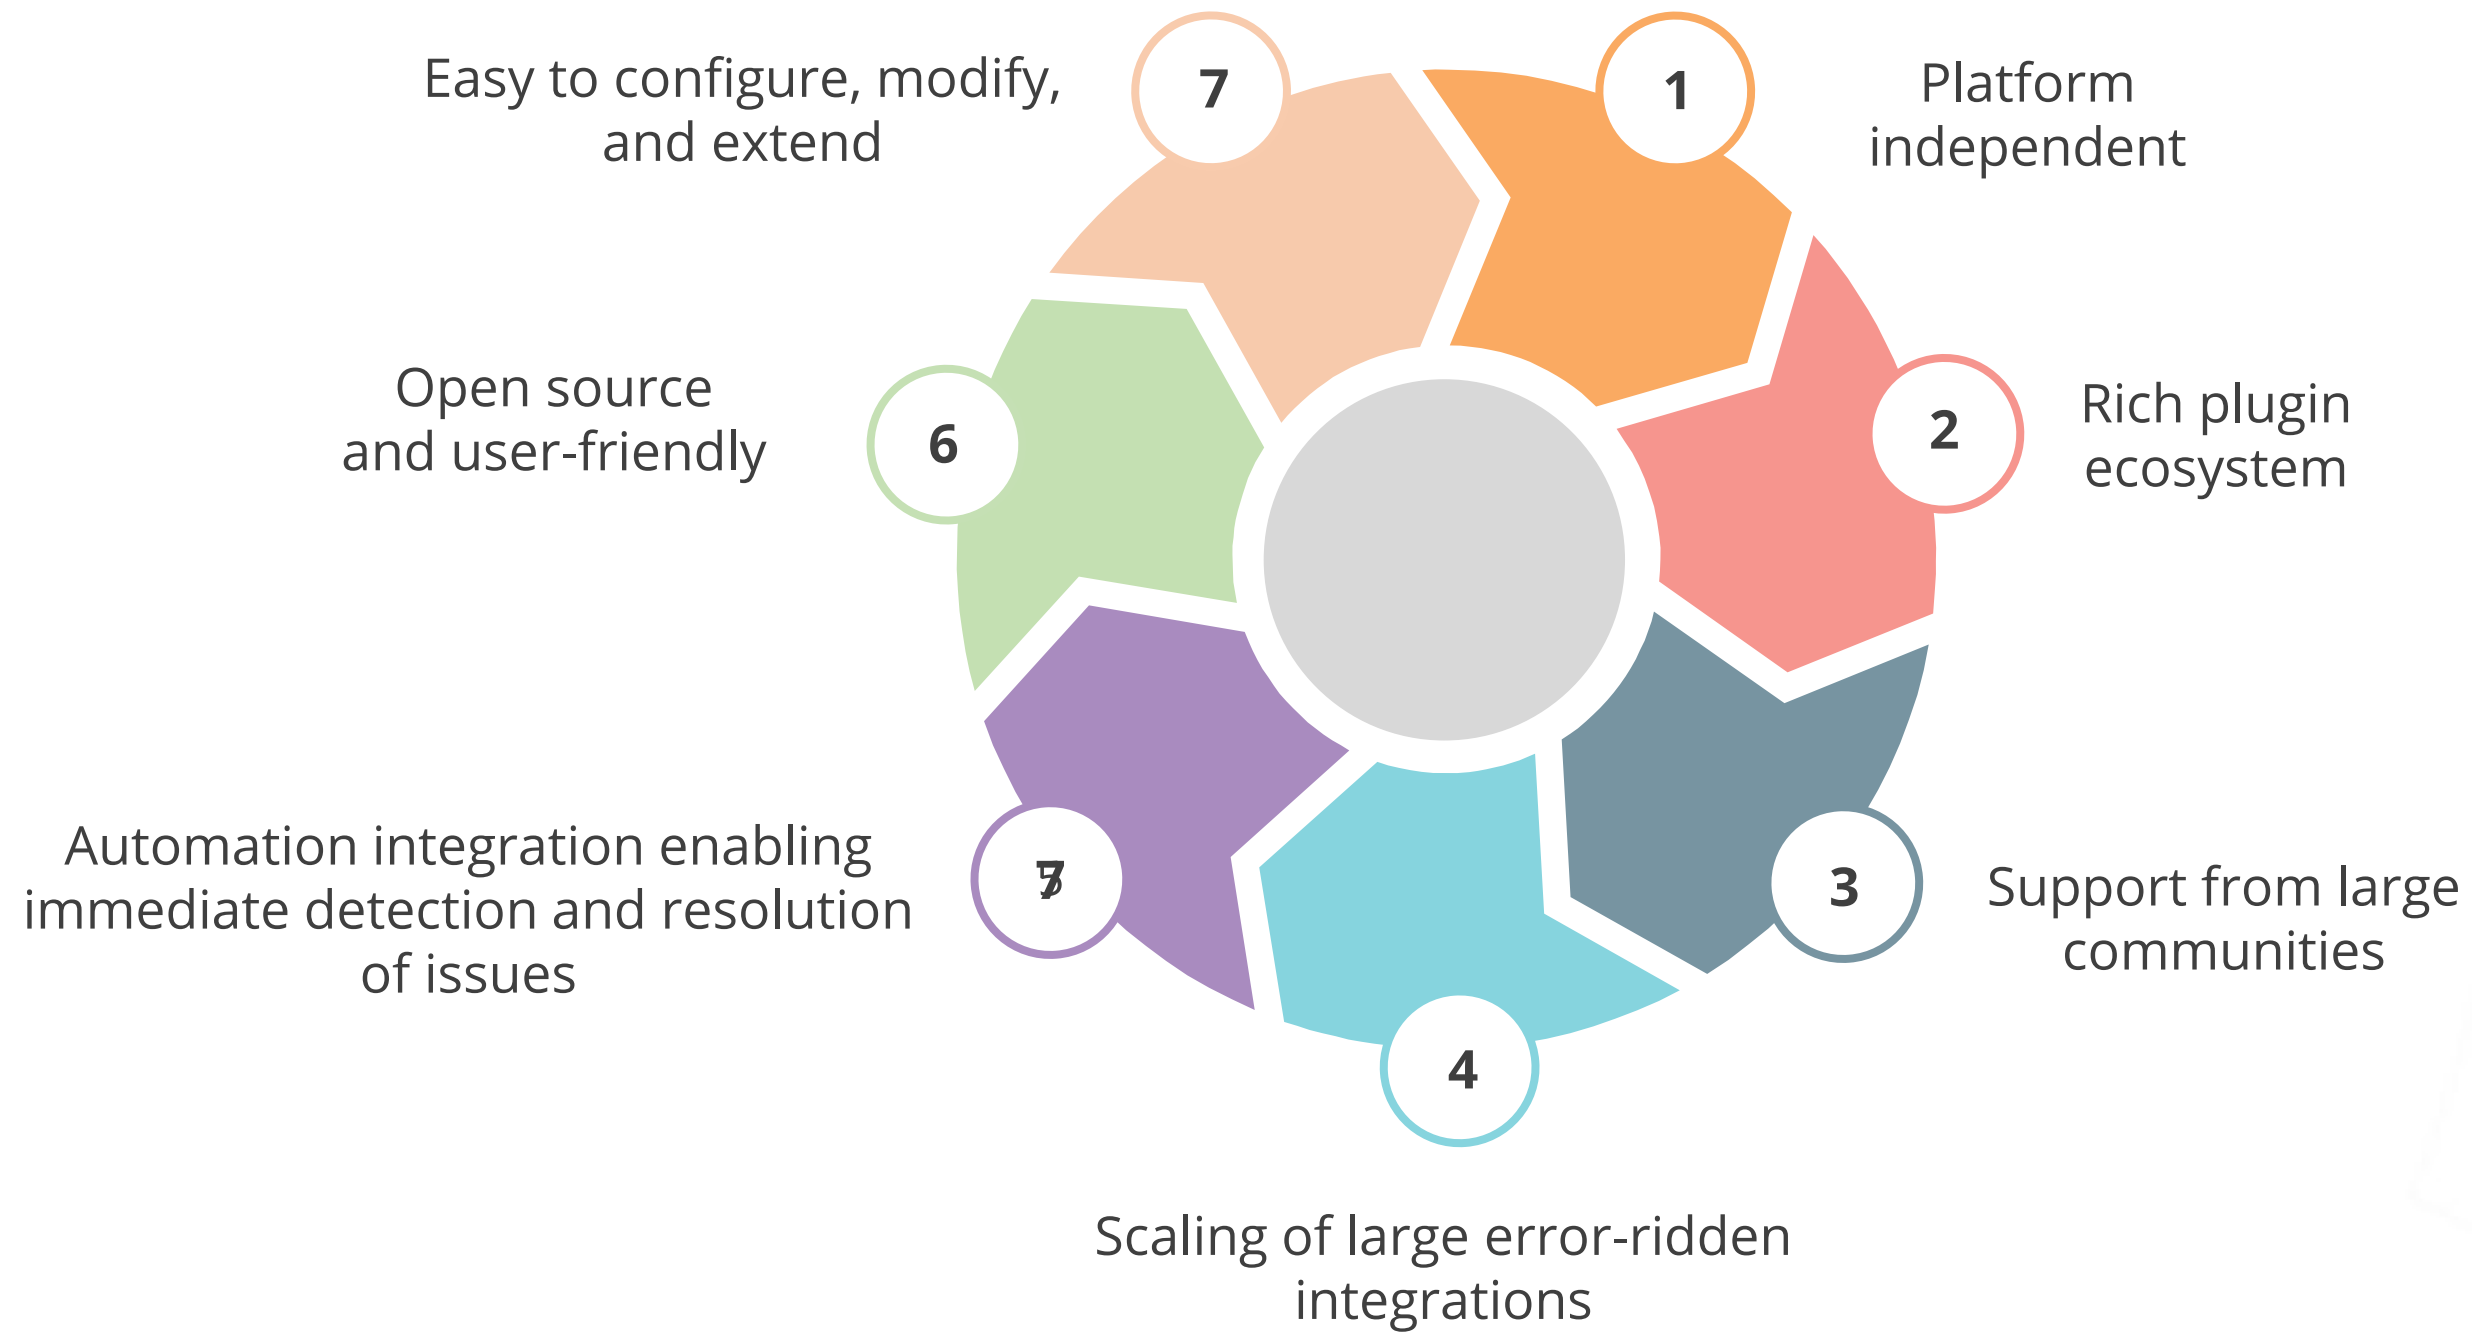 7
Easy to configure, modify,
and extend
1
Platform
independent
2
Rich plugin
ecosystem
3
Support from large
communities
4
Scaling of large error-ridden
integrations
Automation integration enabling
immediate detection and resolution
of issues
6
Open source
and user-friendly